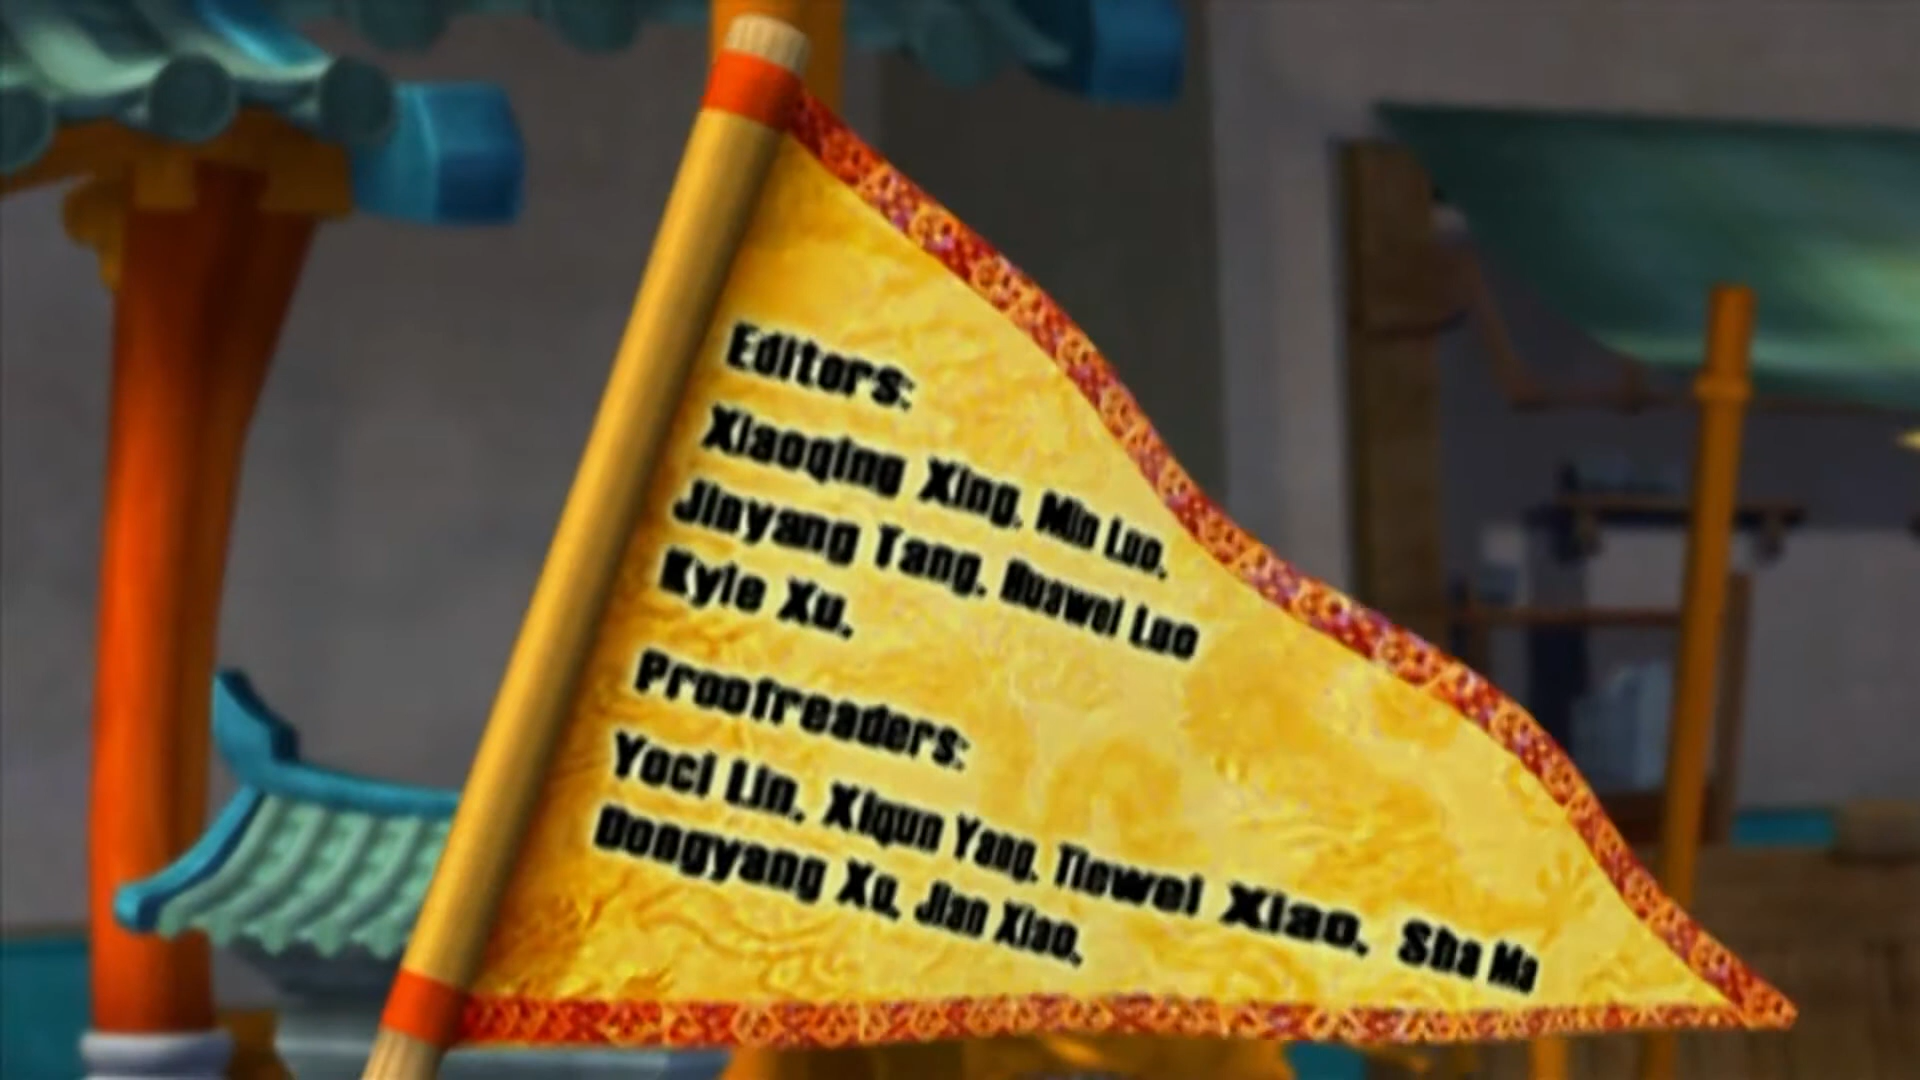 Editors:
Xiaoqing Xing, Min Luo,
Jinyang Tang, Huawei Luo
Kyle Xu.
Proofreaders:
Yoci Lin, Xiqun Yang, Tiewei Xiao, Sha Ma
Dongyang Xu, Jian Xiao,